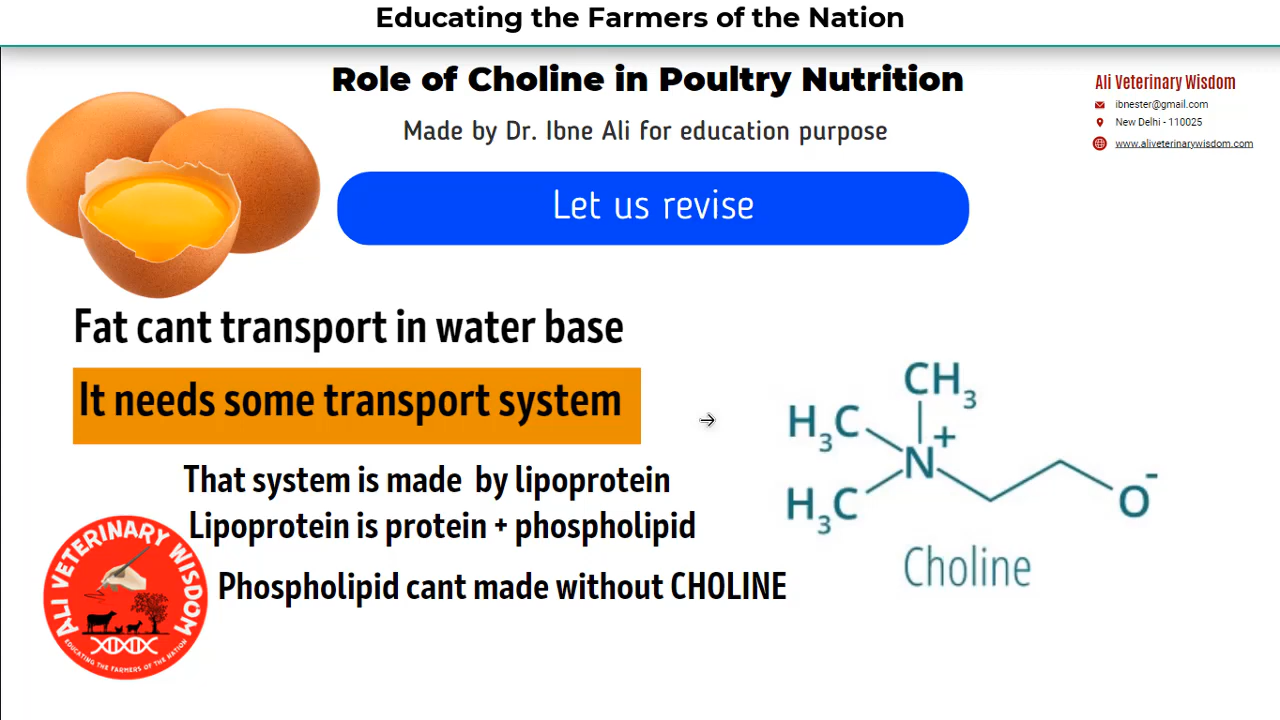 Educating the Farmers of the Nation
Role of Choline in Poultry Nutrition
Made by Dr. Ibne Ali for education purpose
Ali Veterinary Wisdom
ibnester@gmail.com
New Delhi - 110025
www.aliveterinarywisdom.com
Let us revise
Fat cant transport in water base
It needs some transport system
That system is made by lipoprotein
Lipoprotein is protein + phospholipid
Phospholipid cant made without CHOLINE
CH3
H3C
N+
H3C
O-
Choline
ALI VETERINARY WISDOM
EDUCATING THE FARMERS OF THE NATION